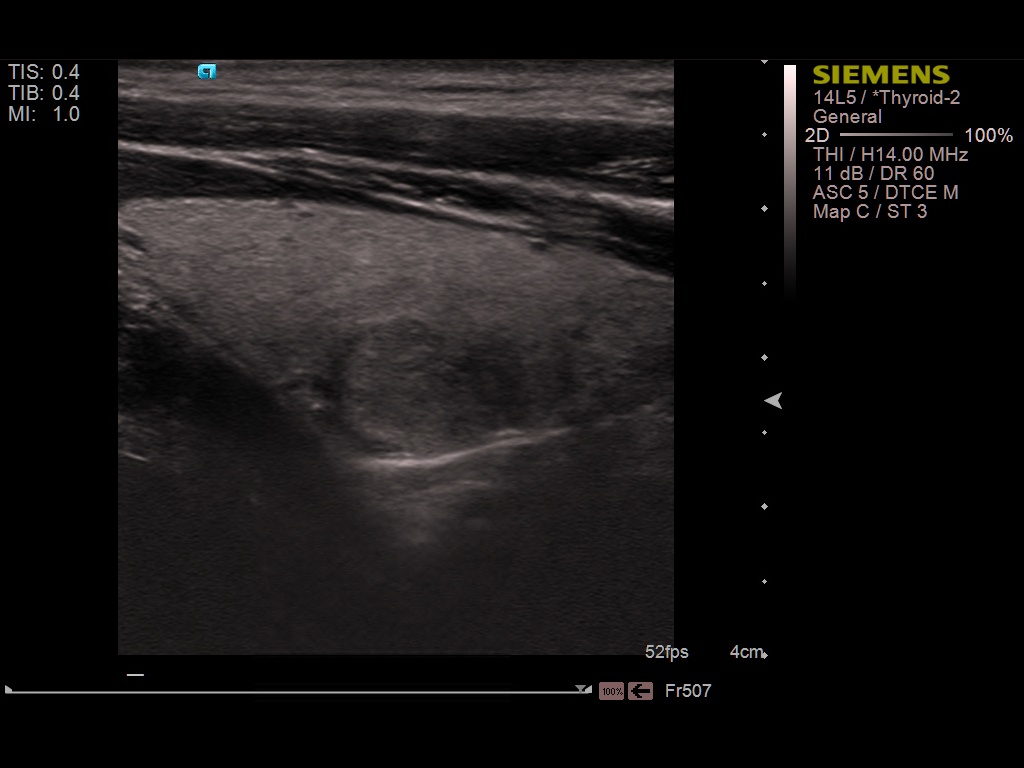 TIS: 0.4
TIB: 0.4
MI: 1.0
SIEMENS
14L5 / *Thyroid-2
General
2D 100%
THI / H14.00 MHz
11 dB / DR 60
ASC 5 / DTCE M
Map C / ST 3
52fps 4cm
100% Fr507